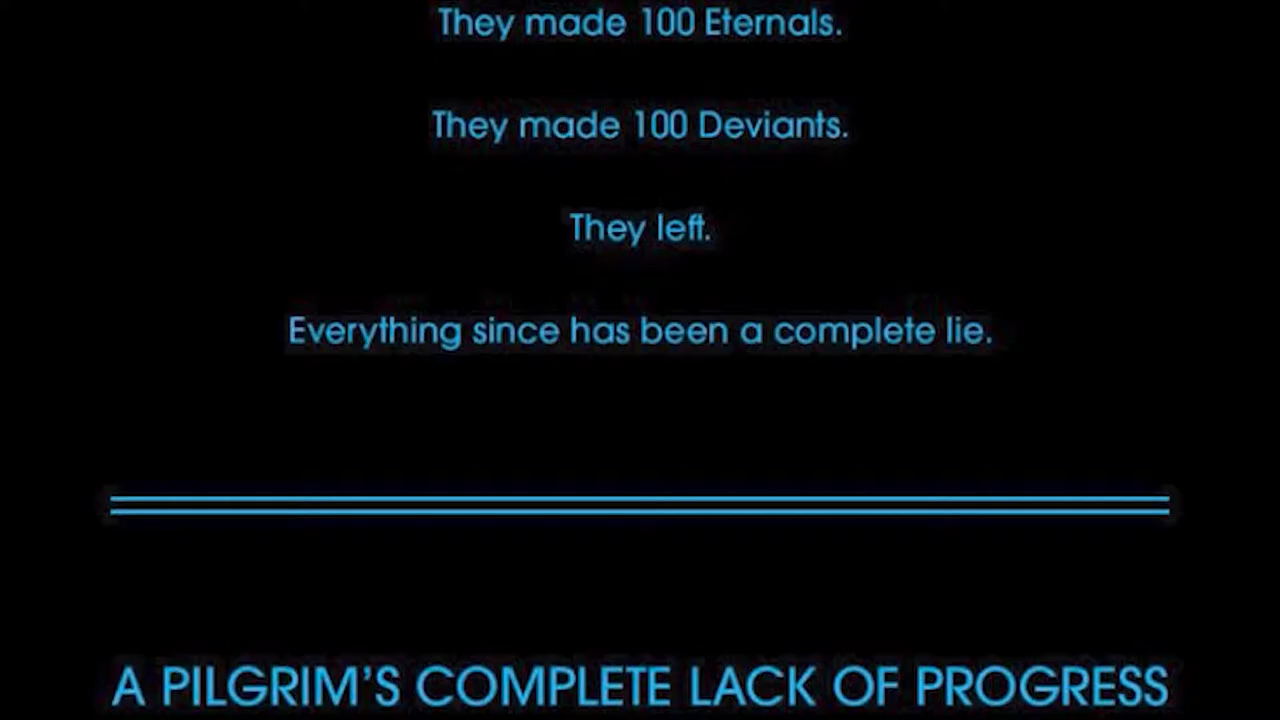 They made 100 Eternals.
They made 100 Deviants.
They left.
Everything since has been a complete lie.
A PILGRIM’S COMPLETE LACK OF PROGRESS